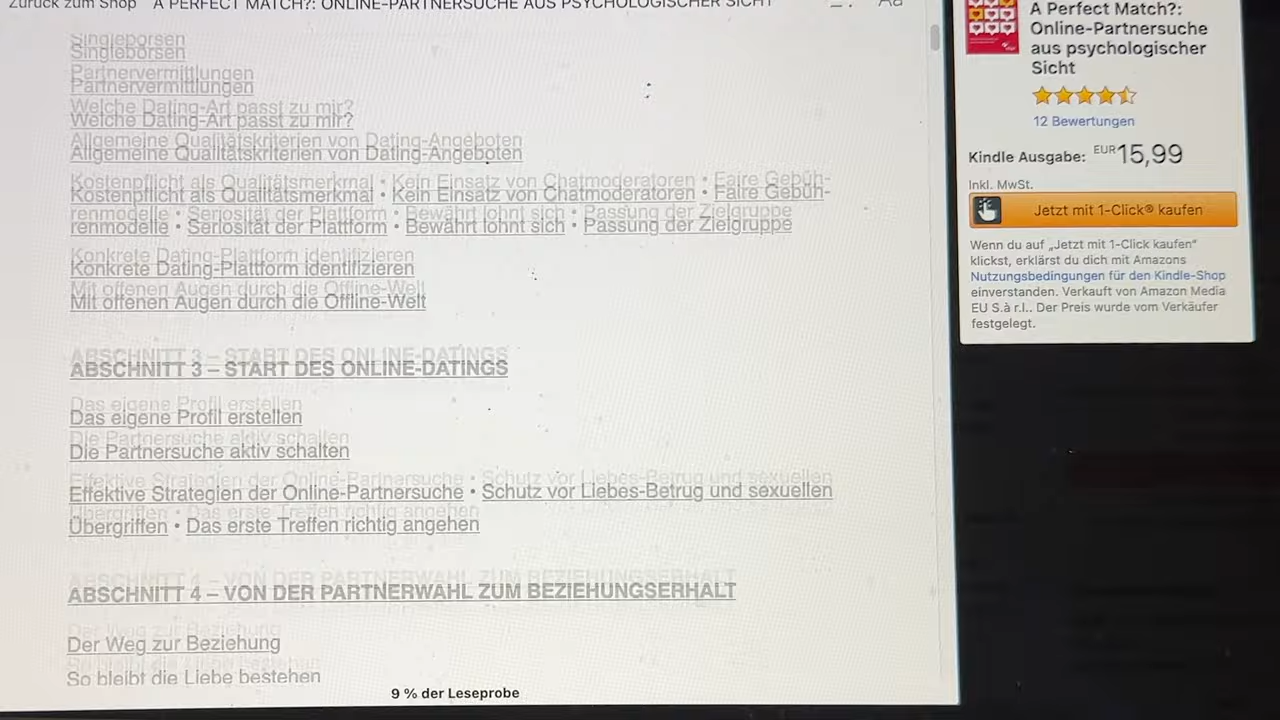 Zurück zum Shop A PERFECT MATCH?: ONLINE-PARTNERSUCHE AUS PSYCHOLOGISCHER SICHT Aa
Singlebörsen
Partnervermittlungen
Welche Dating-Art passt zu mir?
Allgemeine Qualitätskriterien von Dating-Angeboten
Kostenpflicht als Qualitätsmerkmal • Kein Einsatz von Chatmoderatoren • Faire Gebüh-
renmodelle • Seriosität der Plattform • Bewährt lohnt sich • Passung der Zielgruppe
Konkrete Dating-Plattform identifizieren
Mit offenen Augen durch die Offline-Welt
ABSCHNITT 3 – START DES ONLINE-DATINGS
Das eigene Profil erstellen
Die Partnersuche aktiv schalten
Effektive Strategien der Online-Partnersuche • Schutz vor Liebes-Betrug und sexuellen
Übergriffen • Das erste Treffen richtig angehen
ABSCHNITT 4 – VON DER PARTNERWAHL ZUM BEZIEHUNGSERHALT
Der Weg zur Beziehung
So bleibt die Liebe bestehen
9 % der Leseprobe
A Perfect Match?:
Online-Partnersuche
aus psychologischer
Sicht
12 Bewertungen
Kindle Ausgabe: EUR 15,99
Inkl. MwSt.
Jetzt mit 1-Click® kaufen
Wenn du auf „Jetzt mit 1-Click kaufen“
klickst, erklärst du dich mit Amazons
Nutzungsbedingungen für den Kindle-Shop
einverstanden. Verkauft von Amazon Media
EU S.à r.l.. Der Preis wurde vom Verkäufer
festgelegt.